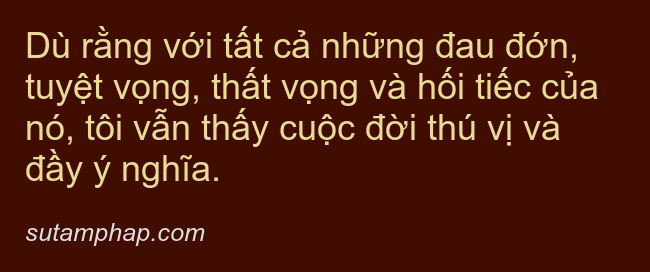 Dù rằng với tất cả những đau đớn,
tuyệt vọng, thất vọng và hối tiếc của
nó, tôi vẫn thấy cuộc đời thú vị và
đầy ý nghĩa.
sutamphap.com